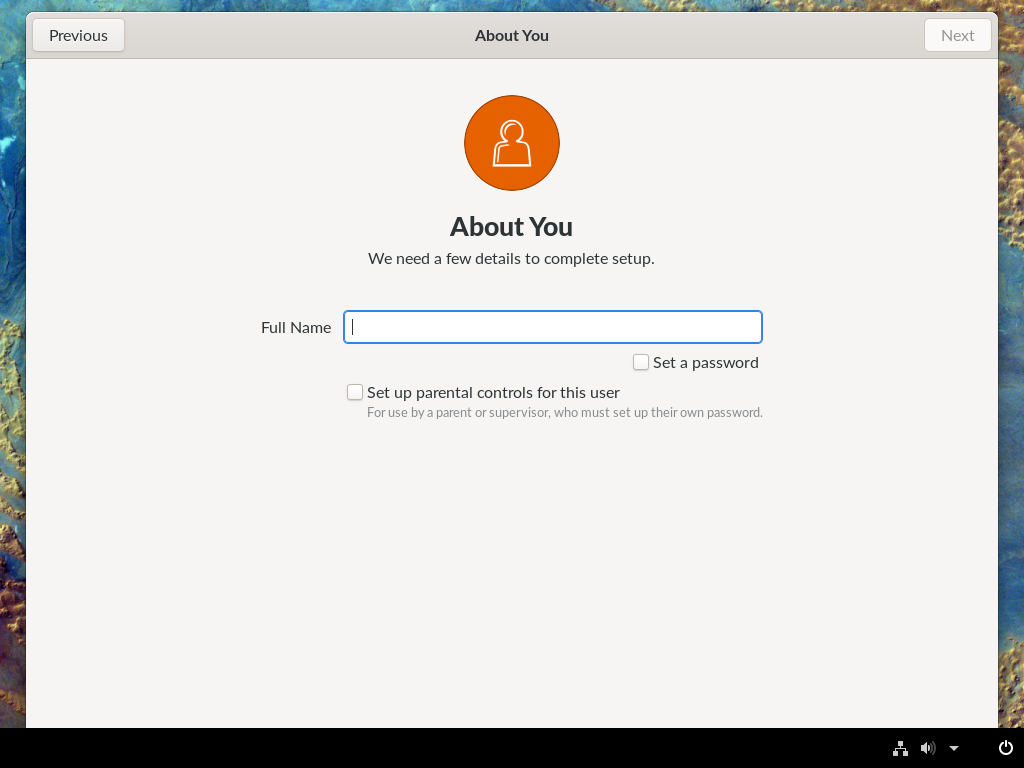 Previous
About You
Next
About You
We need a few details to complete setup.
Full Name
Set a password
Set up parental controls for this user
For use by a parent or supervisor, who must set up their own password.